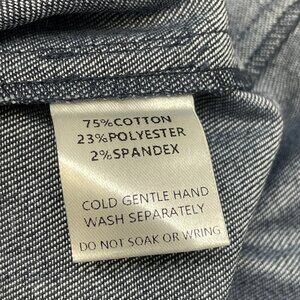 75%COTTON
23%POLYESTER
2%SPANDEX
COLD GENTLE HAND
WASH SEPARATELY
DO NOT SOAK OR WRING